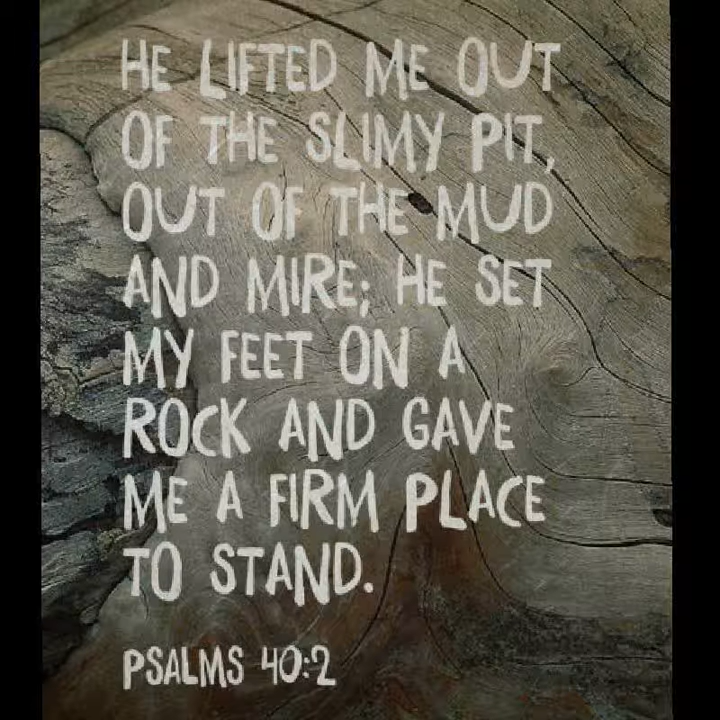 HE LIFTED ME OUT
OF THE SLIMY PIT,
OUT OF THE MUD
AND MIRE; HE SET
MY FEET ON A
ROCK AND GAVE
ME A FIRM PLACE
TO STAND.
PSALMS 40:2